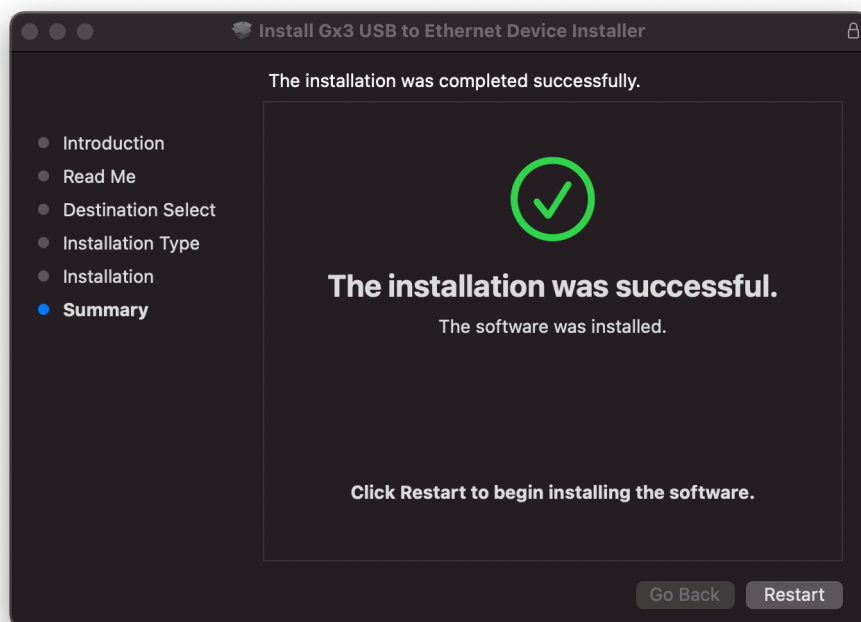 Install Gx3 USB to Ethernet Device Installer
The installation was completed successfully.
Introduction
Read Me
Destination Select
Installation Type
Installation
Summary
The installation was successful.
The software was installed.
Click Restart to begin installing the software.
Go Back
Restart